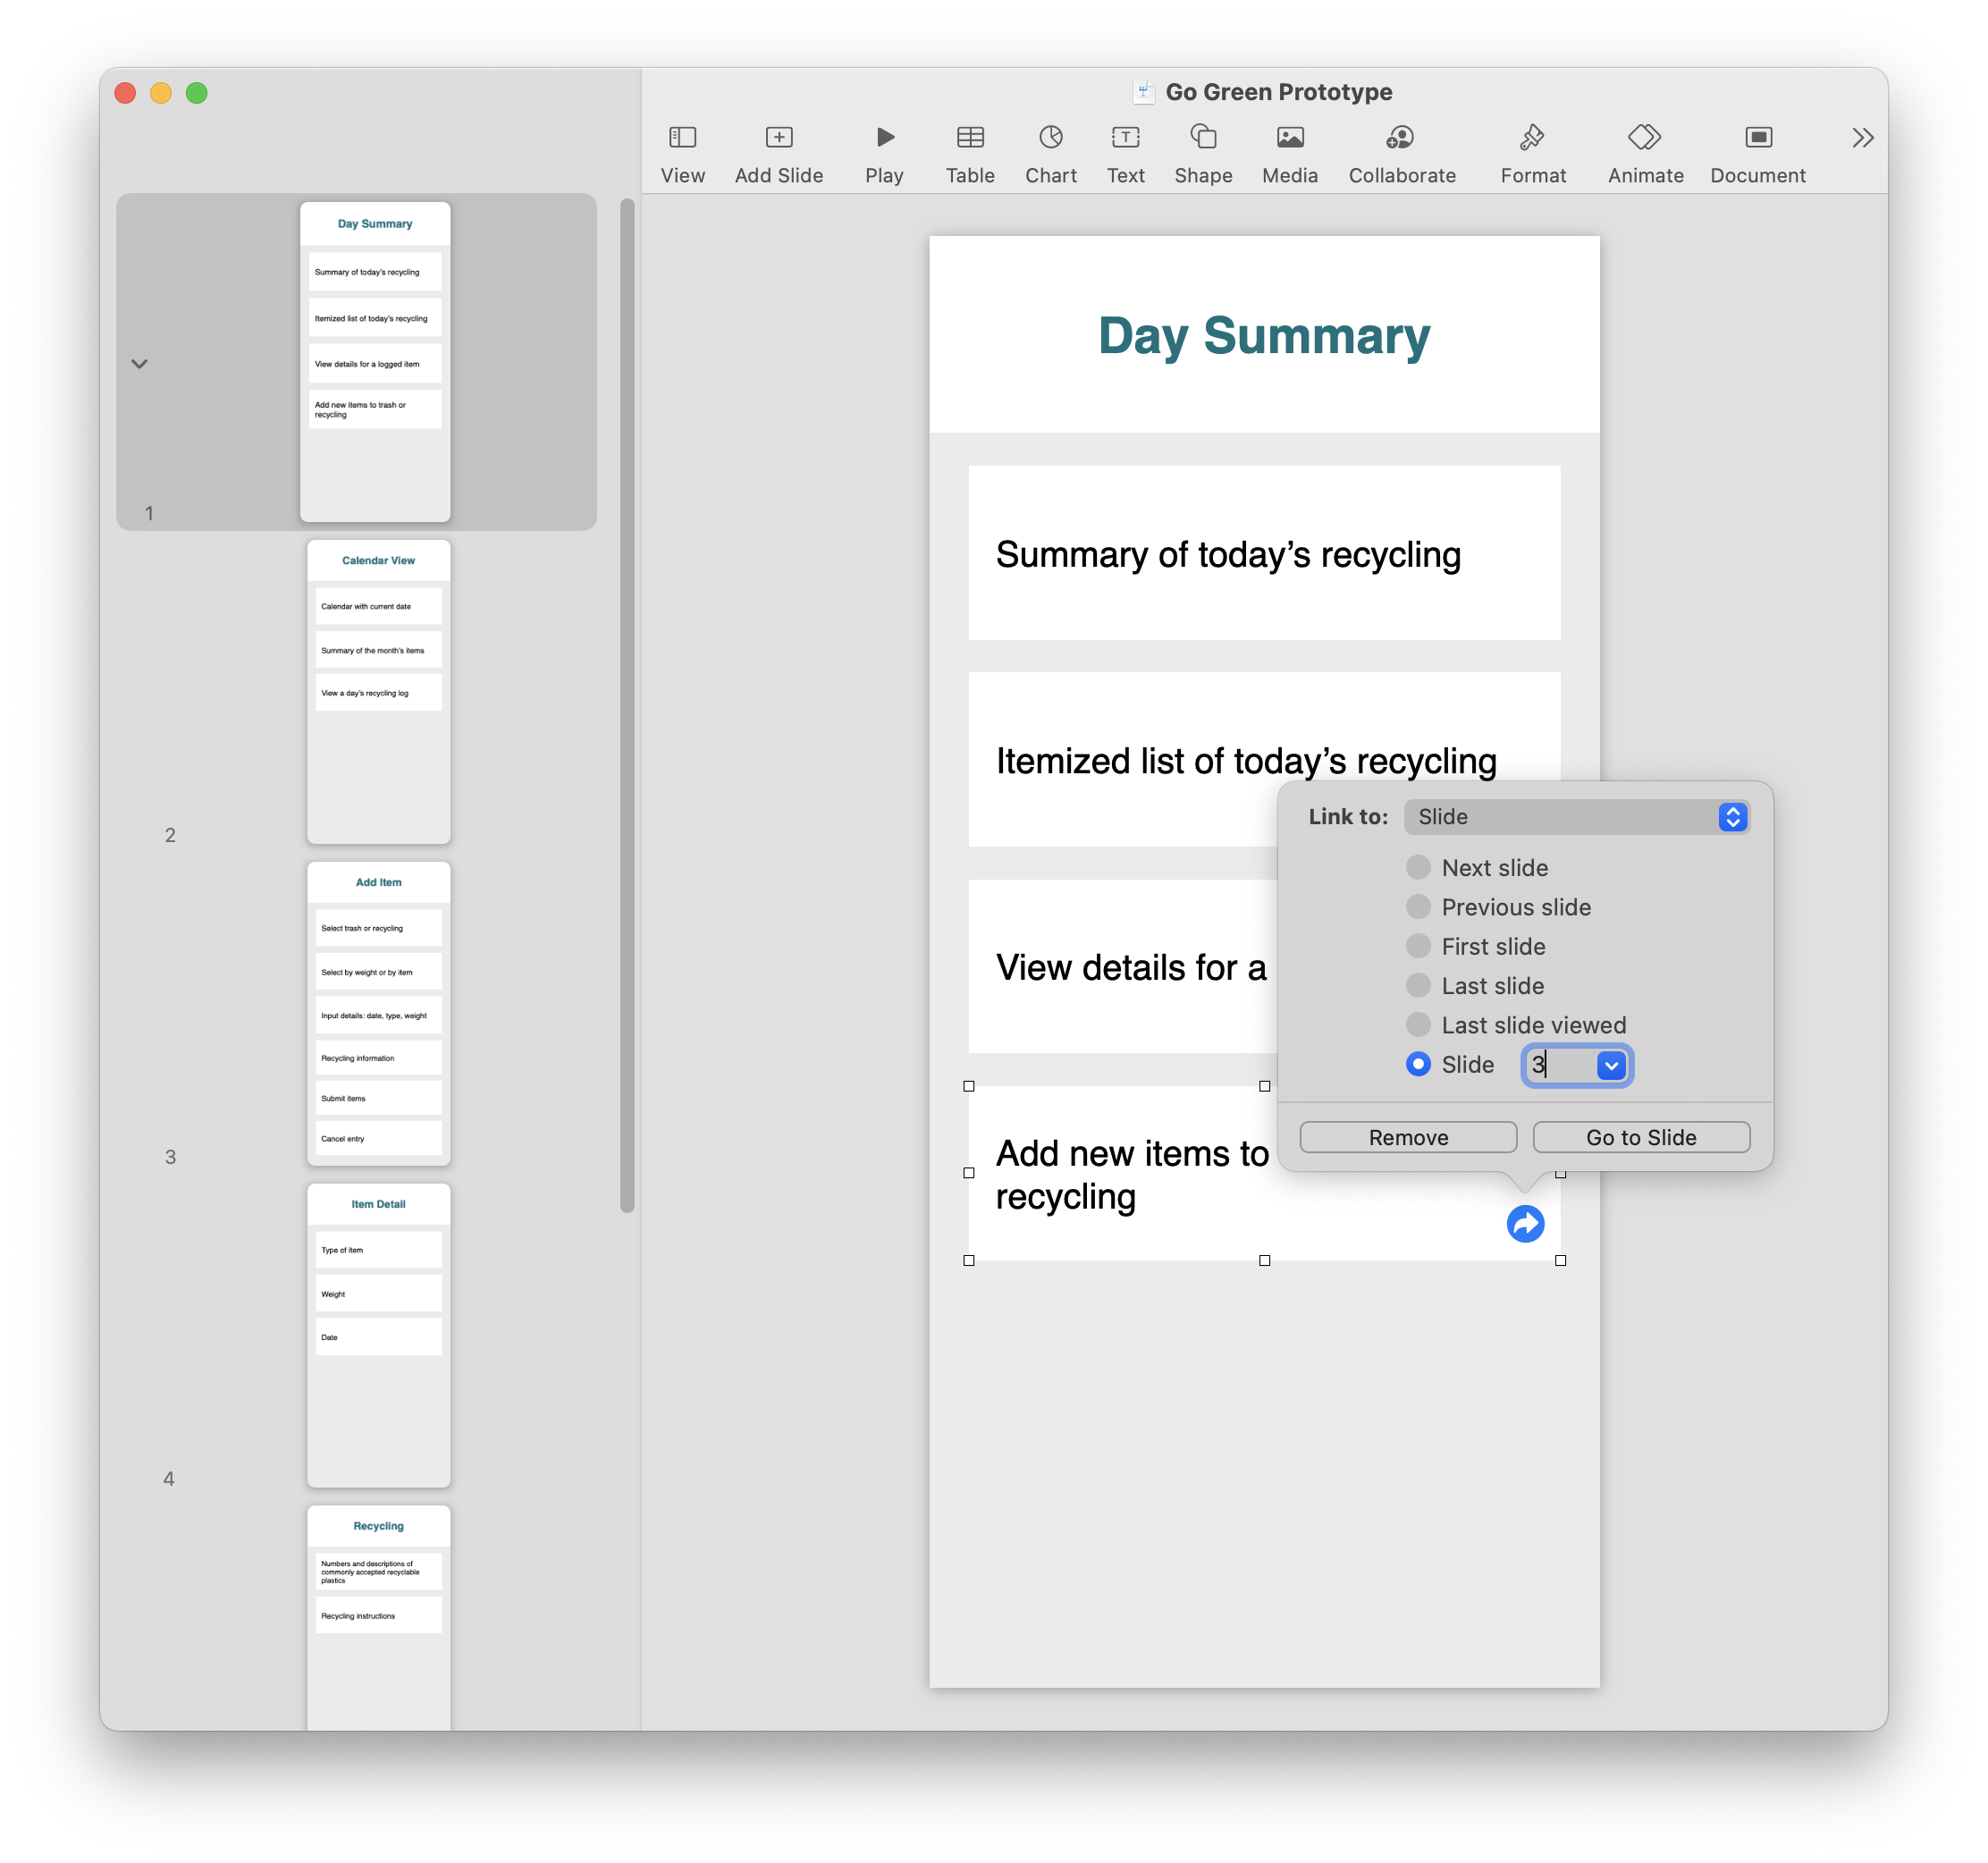 Go Green Prototype
View
Add Slide
Play
Table
Chart
Text
Shape
Media
Collaborate
Format
Animate
Document
Day Summary
Summary of today's recycling
Itemized list of today's recycling
View details for a logged item
Add new items to trash or
recycling
1
Calendar View
Calendar with current date
Summary of the month's items
View a day's recycling log
2
Add Item
Select trash or recycling
Select by weight or by item
Input details: date, type, weight
Recycling information
Submit items
Cancel entry
3
Item Detail
Type of item
Weight
Date
4
Recycling
Numbers and descriptions of
commonly accepted recyclable
plastics
Recycling instructions
Day Summary
Summary of today’s recycling
Itemized list of today’s recycling
View details for a
Add new items to
recycling
Link to: Slide
Next slide
Previous slide
First slide
Last slide
Last slide viewed
Slide 3
Remove
Go to Slide